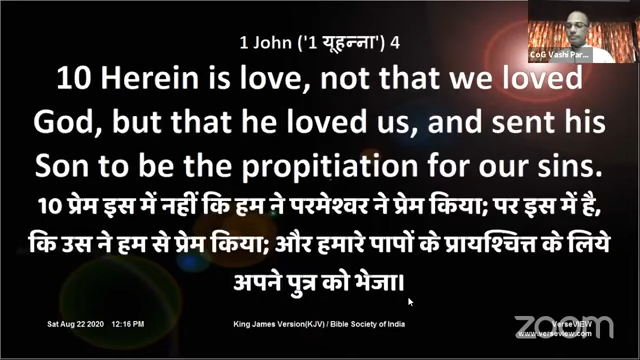 1 John ('1 यूहन्ना') 4
CoG Vashi Par...
10 Herein is love, not that we loved
God, but that he loved us, and sent his
Son to be the propitiation for our sins.
10 प्रेम इस में नहीं कि हम ने परमेश्वर ने प्रेम किया; पर इस में है,
कि उस ने हम से प्रेम किया; और हमारे पापों के प्रायश्चित्त के लिये
अपने पुत्र को भेजा।
Sat Aug 22 2020 12:16 PM
King James Version(KJV) / Bible Society of India
VerseVIEW
www.verseview.com
zoom